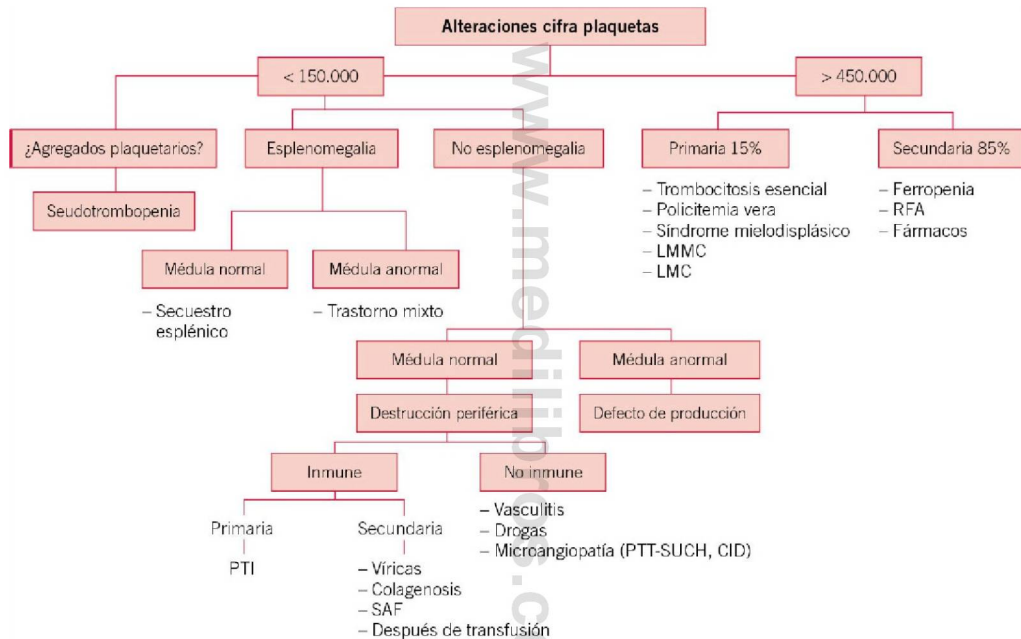 Alteraciones cifra plaquetas
< 150.000
> 450.000
¿Agregados plaquetarios?
Esplenomegalia
No esplenomegalia
Primaria 15%
Secundaria 85%
Seudotrombopenia
– Trombocitosis esencial
– Policitemia vera
– Síndrome mielodisplásico
– LMMC
– LMC
– Ferropenia
– RFA
– Fármacos
Médula normal
Médula anormal
– Secuestro
esplénico
– Trastorno mixto
Médula normal
Médula anormal
Destrucción periférica
Defecto de producción
Inmune
No inmune
Primaria
Secundaria
PTI
– Víricas
– Colagenosis
– SAF
– Después de transfusión
– Vasculitis
– Drogas
– Microangiopatía (PTT-SUCH, CID)
www.medilibros.c